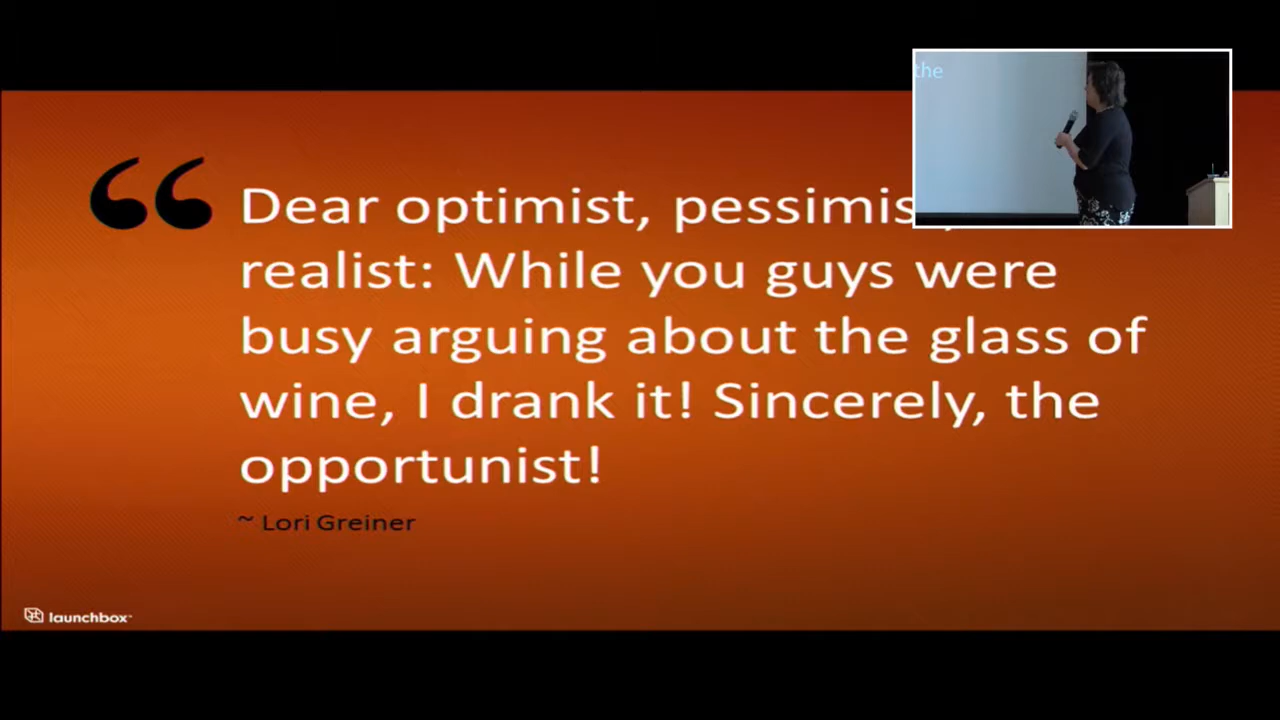 Dear optimist, pessimis
realist: While you guys were
busy arguing about the glass of
wine, I drank it! Sincerely, the
opportunist!
~ Lori Greiner
launchbox
the